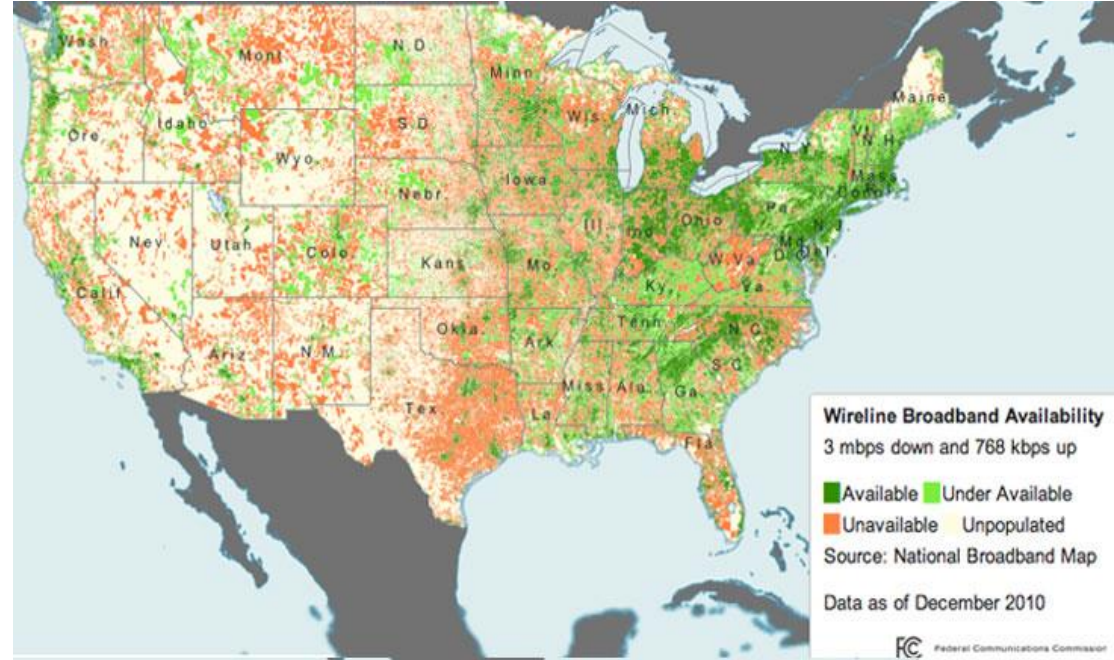 Wash.
Mont.
N.D.
Minn.
Wis.
Mich.
Maine
Vt.
N.H.
Ore.
Idaho
S.D.
N.Y.
Mass.
Conn.
Wyo.
Iowa
Nebr.
Pa.
N.J.
Ill.
Ind.
Ohio
Md.
Del.
D.C.
Nev.
Utah
Colo.
Kans.
Mo.
W.Va.
Va.
Ky.
Calif.
Tenn.
N.C.
Ariz.
N.M.
Okla.
Ark.
S.C.
Miss.
Ala.
Ga.
Tex.
La.
Fla.
Wireline Broadband Availability
3 mbps down and 768 kbps up
Available Under Available
Unavailable Unpopulated
Source: National Broadband Map
Data as of December 2010
FCC Federal Communications Commission